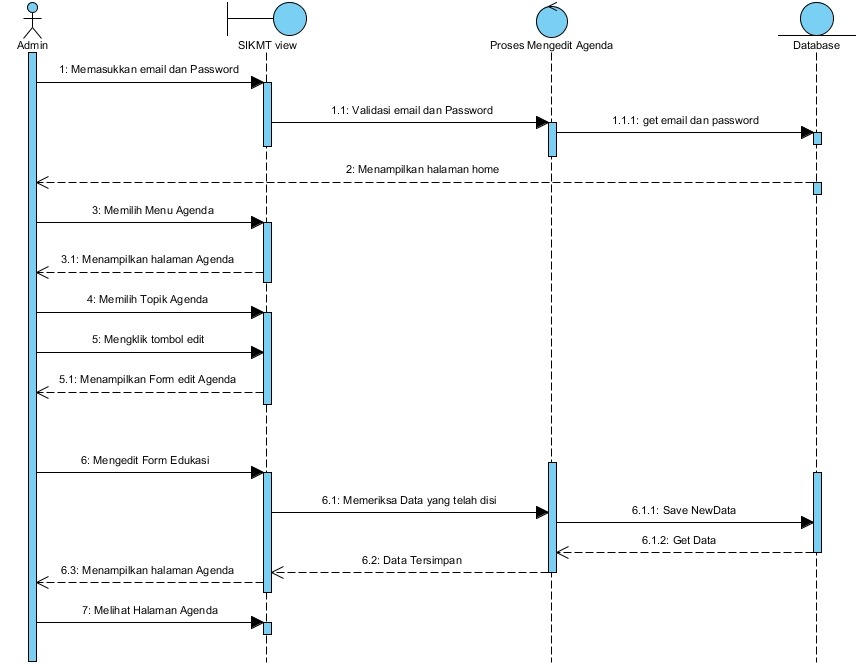 Admin
SIKMT view
Proses Mengedit Agenda
Database
1: Memasukkan email dan Password
1.1: Validasi email dan Password
1.1.1: get email dan password
2: Menampilkan halaman home
3: Memilih Menu Agenda
3.1: Menampilkan halaman Agenda
4: Memilih Topik Agenda
5: Mengklik tombol edit
5.1: Menampilkan Form edit Agenda
6: Mengedit Form Edukasi
6.1: Memeriksa Data yang telah disi
6.1.1: Save NewData
6.1.2: Get Data
6.2: Data Tersimpan
6.3: Menampilkan halaman Agenda
7: Melihat Halaman Agenda